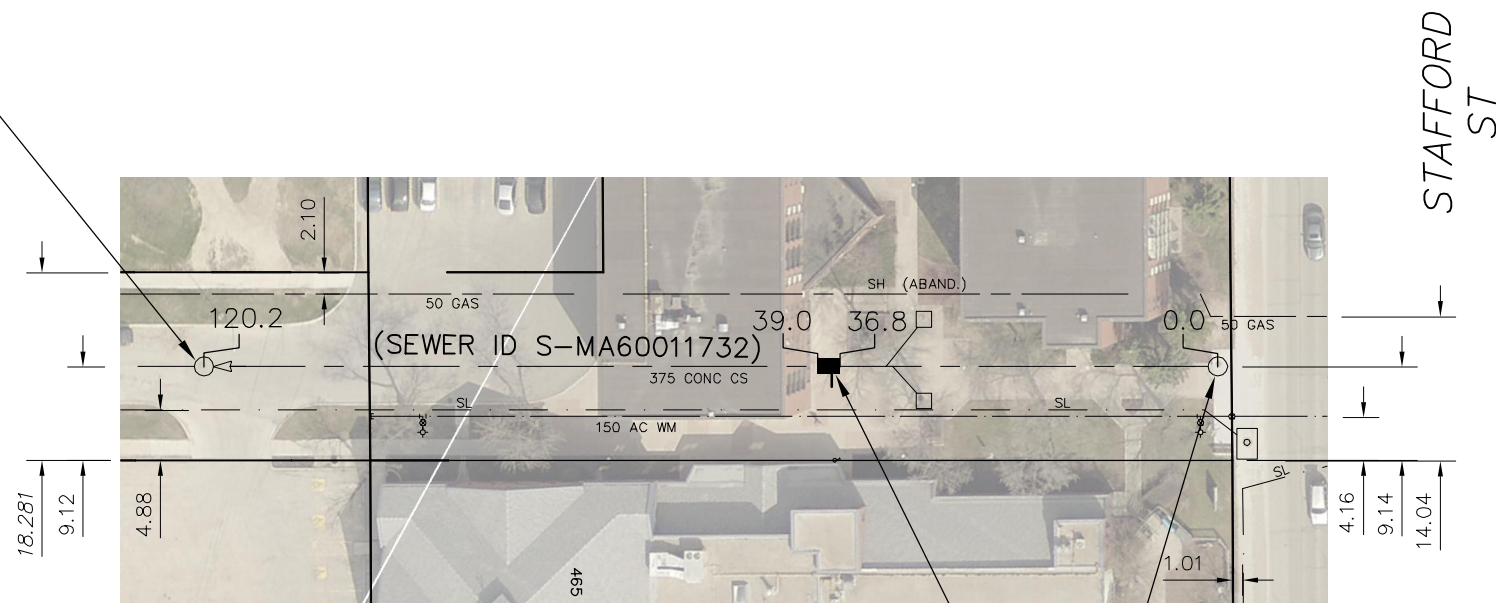 STAFFORD
ST
2.10
SH (ABAND.)
50 GAS
120.2
39.0
36.8
0.0
50 GAS
(SEWER ID S-MA60011732)
375 CONC CS
SL
SL
150 AC WM
SL
18.281
9.12
4.88
4.16
9.14
14.04
1.01
465